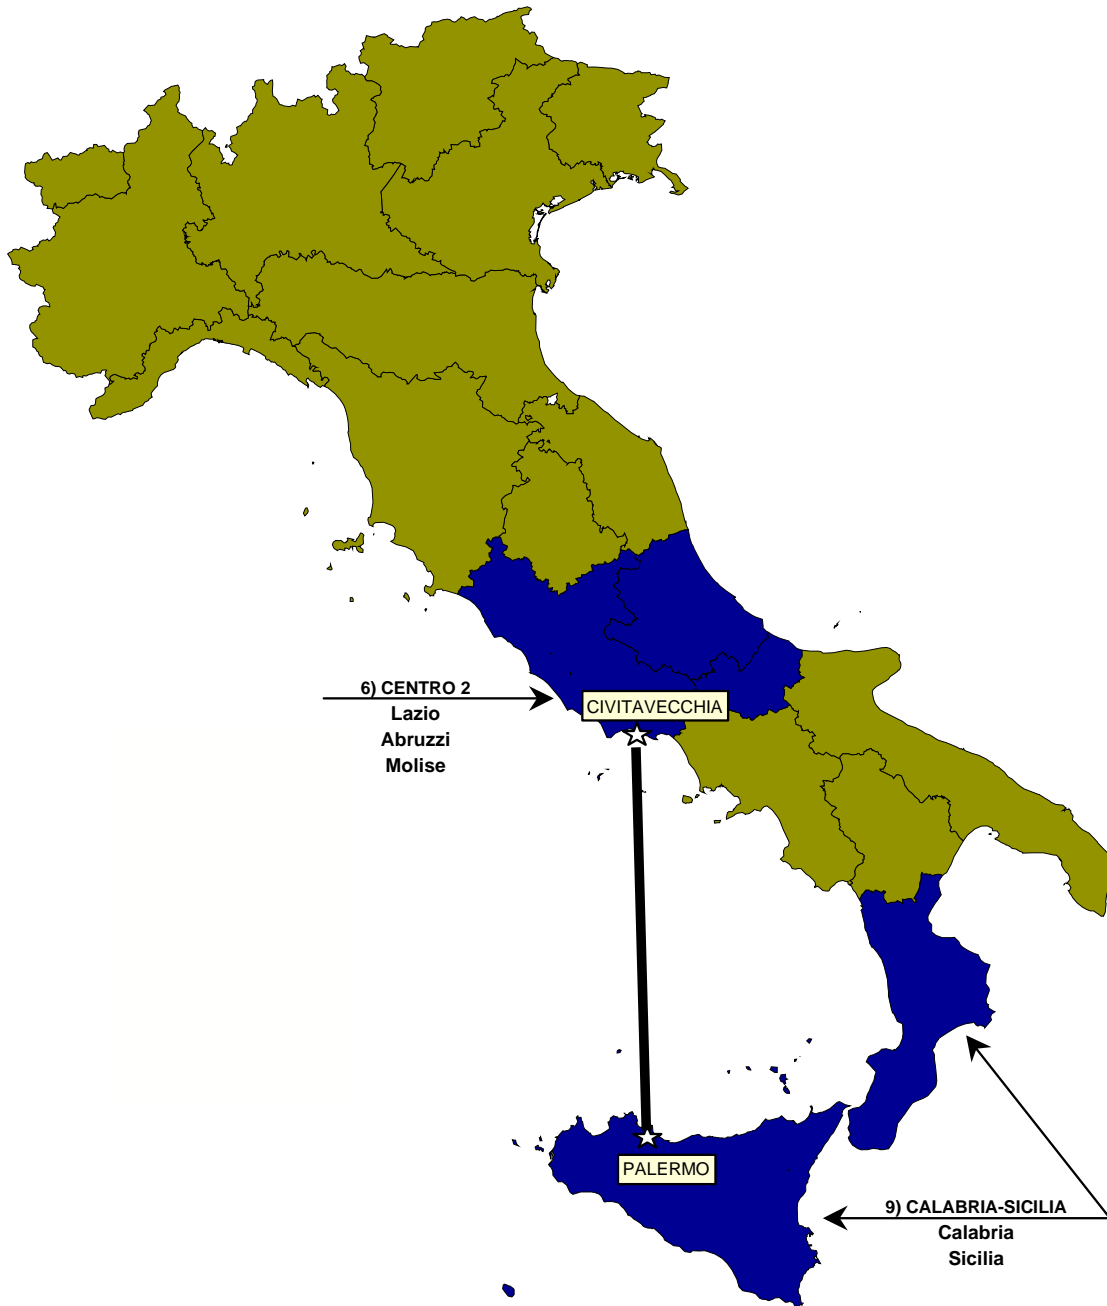 6) CENTRO 2
Lazio
Abruzzi
Molise
CIVITAVECCHIA
PALERMO
9) CALABRIA-SICILIA
Calabria
Sicilia